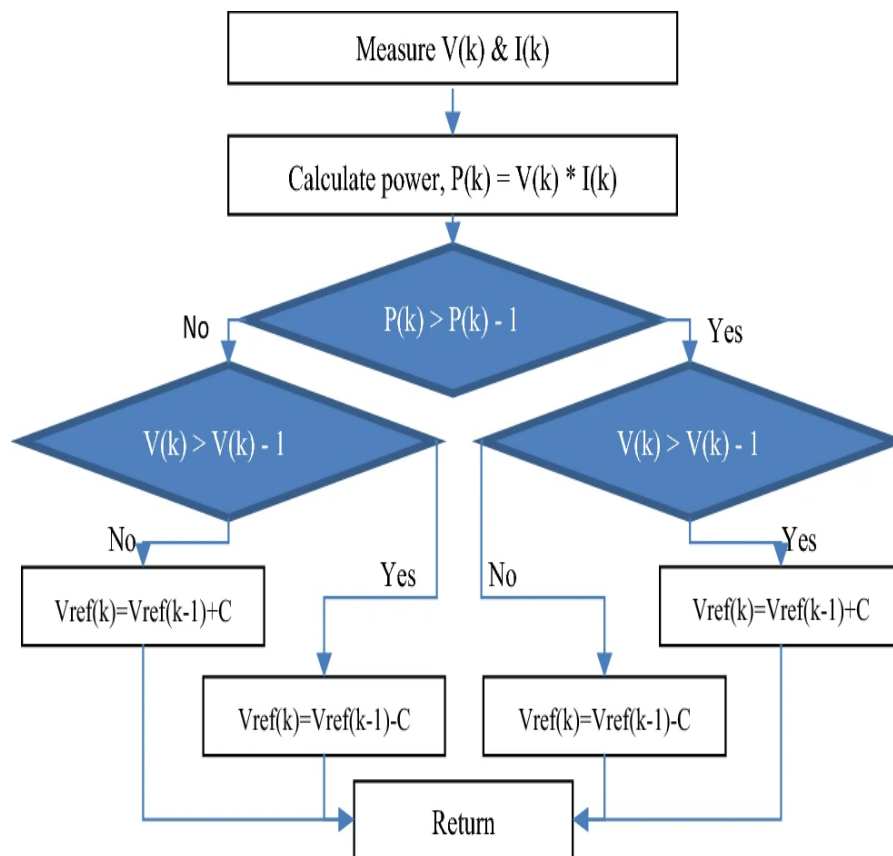 Measure V(k) & I(k)
Calculate power, P(k) = V(k) * I(k)
P(k) > P(k) - 1
No
Yes
V(k) > V(k) - 1
V(k) > V(k) - 1
No
Yes
No
Yes
Vref(k)=Vref(k-1)+C
Vref(k)=Vref(k-1)+C
Vref(k)=Vref(k-1)-C
Vref(k)=Vref(k-1)-C
Return